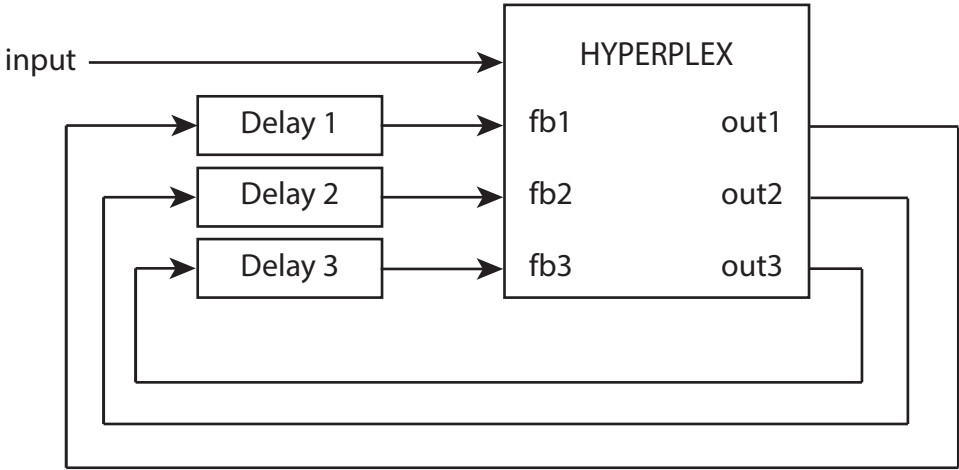 HYPERPLEX
input
Delay 1
fb1
out1
Delay 2
fb2
out2
Delay 3
fb3
out3